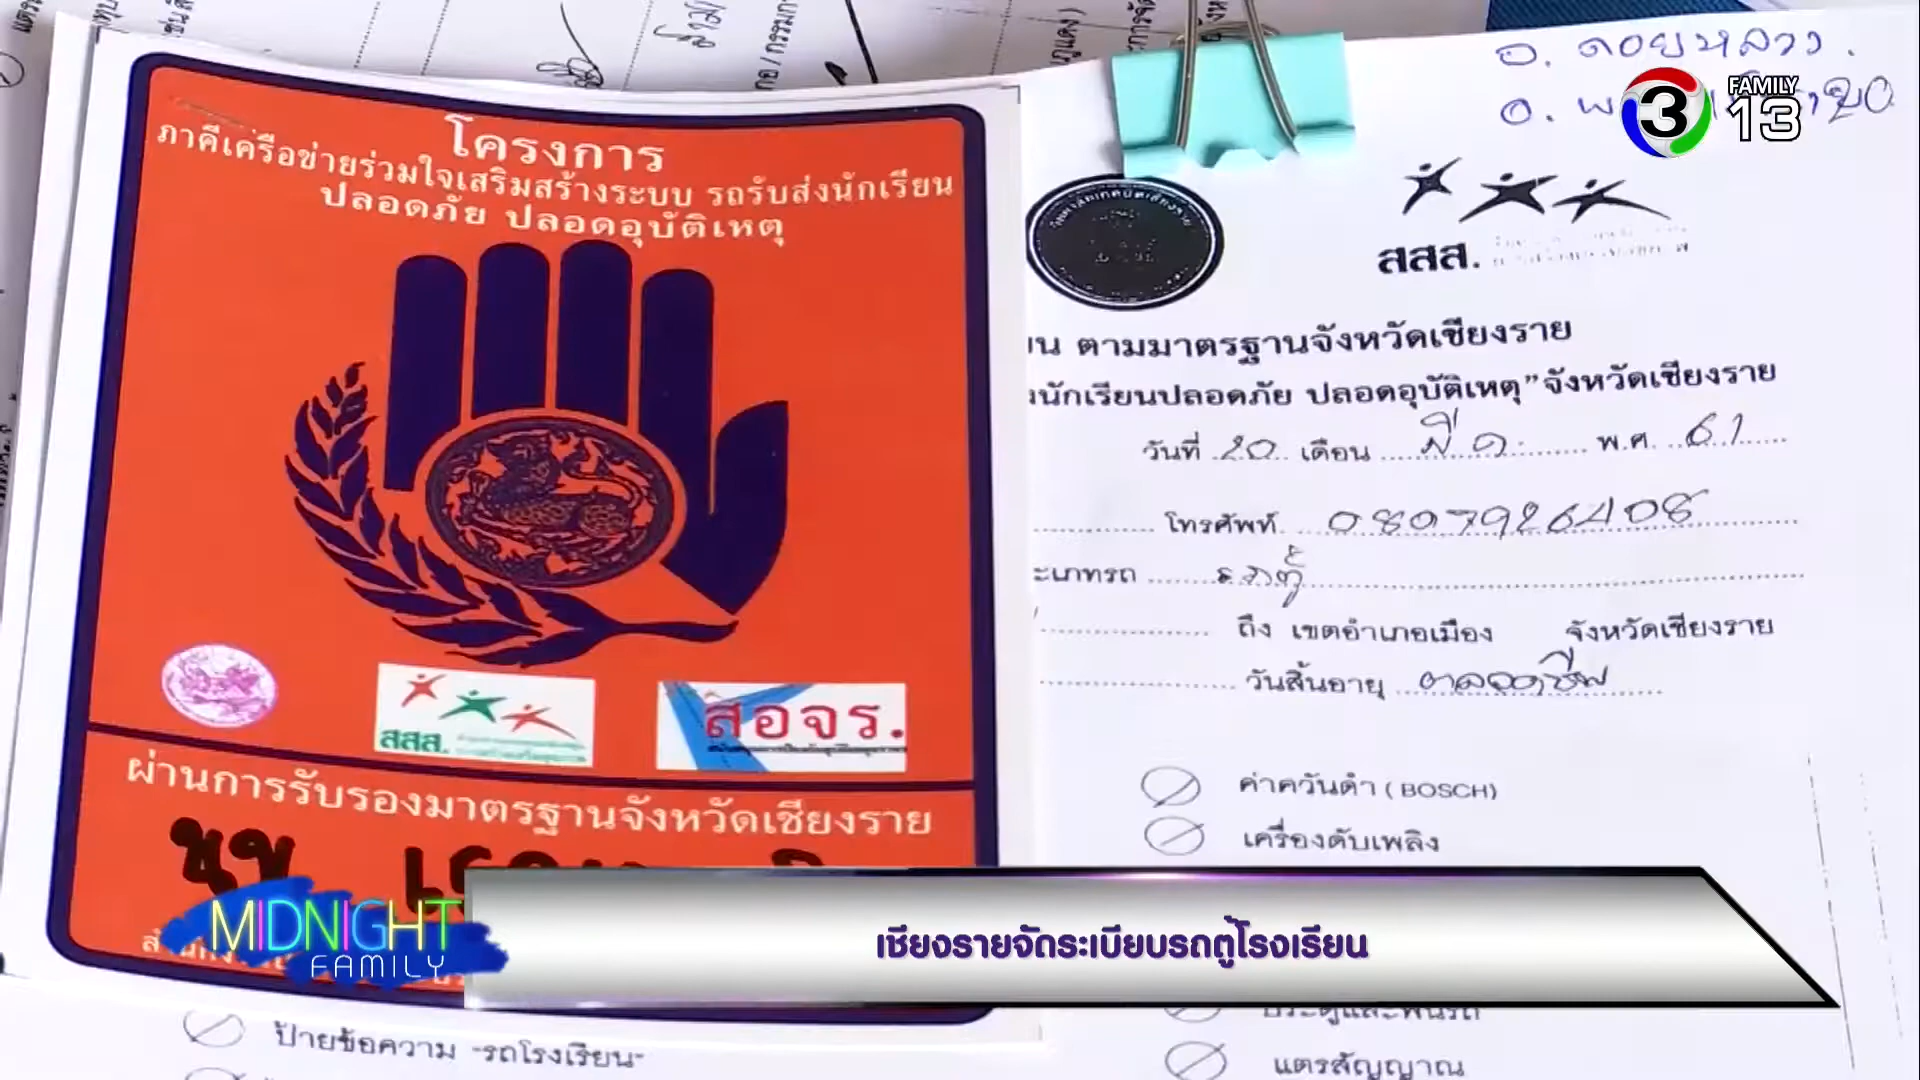 โครงการ
ภาคีเครือข่ายร่วมใจเสริมสร้างระบบ รถรับส่งนักเรียน
ปลอดภัย ปลอดอุบัติเหตุ
สสส.
สอจร.
ผ่านการรับรองมาตรฐานจังหวัดเชียงราย
ป้ายข้อความ -รถโรงเรียน-
อ. ดอยหลวง.
3 FAMILY 13
สสส.
ตามมาตรฐานจังหวัดเชียงราย
นักเรียนปลอดภัย ปลอดอุบัติเหตุ"จังหวัดเชียงราย
วันที่ 20 เดือน มีค. พ.ศ. 61
โทรศัพท์ 0807926408
รถตู้
ถึง เขตอำเภอเมือง จังหวัดเชียงราย
วันสิ้นอายุ ตลอดชีพ
ค่าควันดำ (BOSCH)
เครื่องดับเพลิง
แตรสัญญาณ
MIDNIGHT
FAMILY
เชียงรายจัดระเบียบรถตู้โรงเรียน